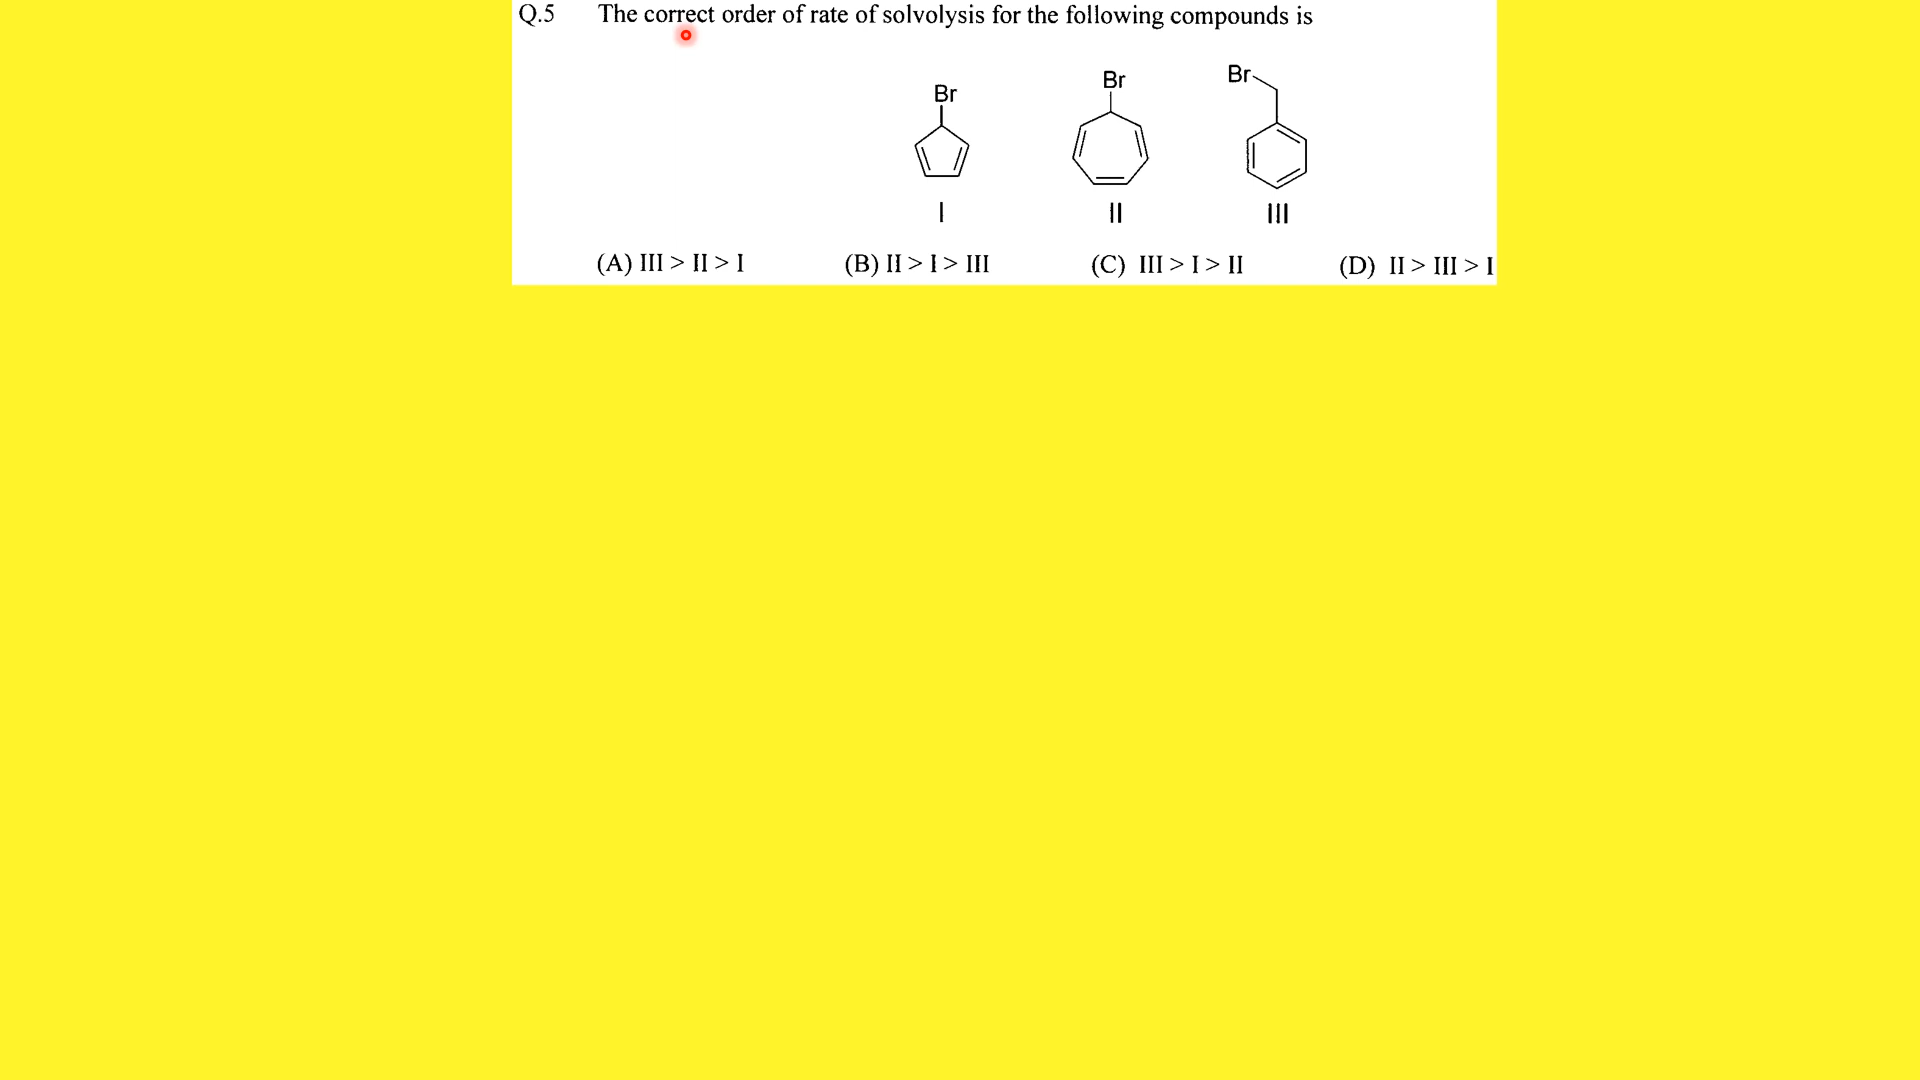 Q.5 The correct order of rate of solvolysis for the following compounds is
Br Br Br
I II III
(A) III > II > I (B) II > I > III (C) III > I > II (D) II > III > I